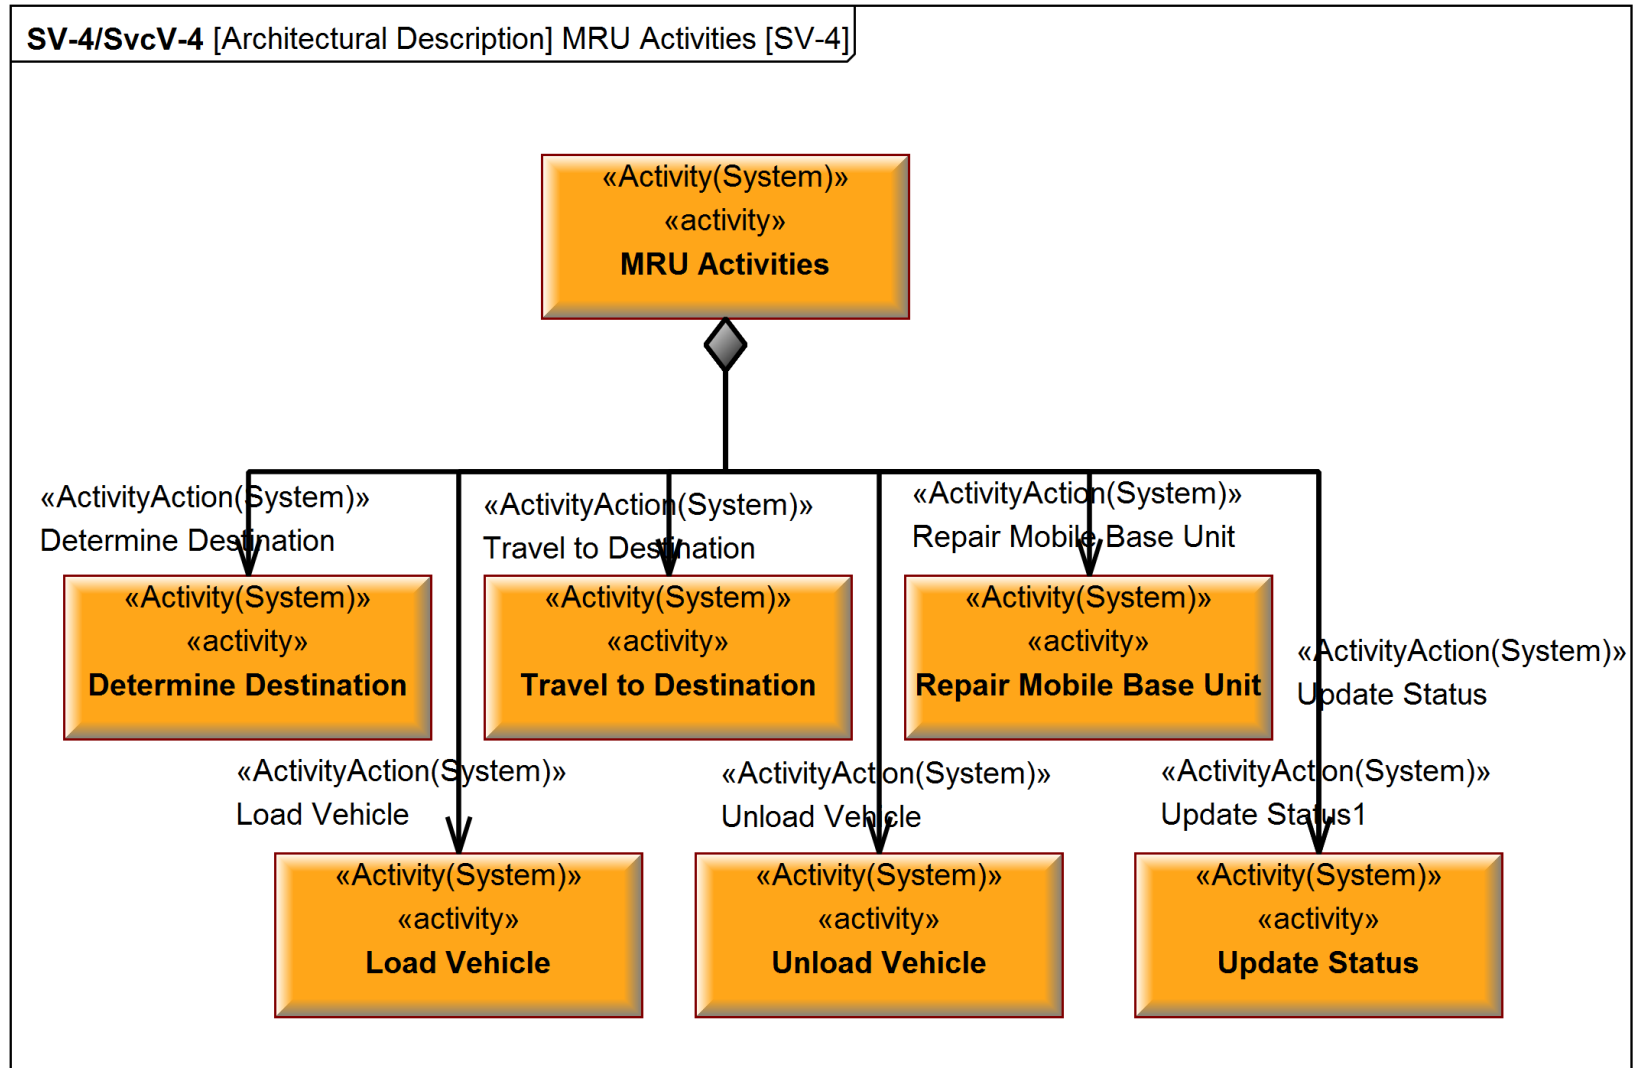 SV-4/SvcV-4 [Architectural Description] MRU Activities [SV-4]
«Activity(System)»
«activity»
MRU Activities
«ActivityAction(System)»
Determine Destination
«ActivityAction(System)»
Travel to Destination
«ActivityAction(System)»
Repair Mobile Base Unit
«Activity(System)»
«activity»
Determine Destination
«Activity(System)»
«activity»
Travel to Destination
«Activity(System)»
«activity»
Repair Mobile Base Unit
«ActivityAction(System)»
Update Status
«ActivityAction(System)»
Load Vehicle
«ActivityAction(System)»
Unload Vehicle
«ActivityAction(System)»
Update Status1
«Activity(System)»
«activity»
Load Vehicle
«Activity(System)»
«activity»
Unload Vehicle
«Activity(System)»
«activity»
Update Status